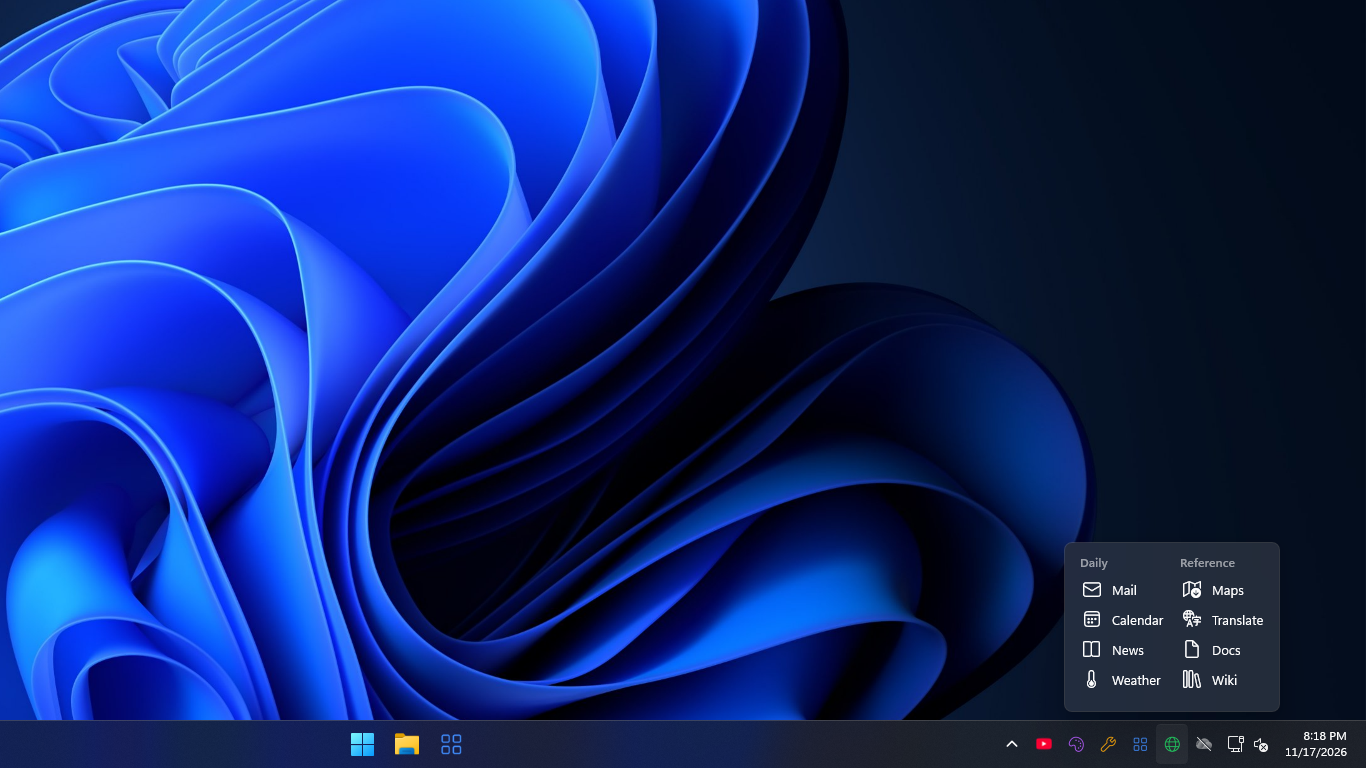 Daily
Mail
Calendar
News
Weather
Reference
Maps
Translate
Docs
Wiki
8:18 PM
11/17/2026